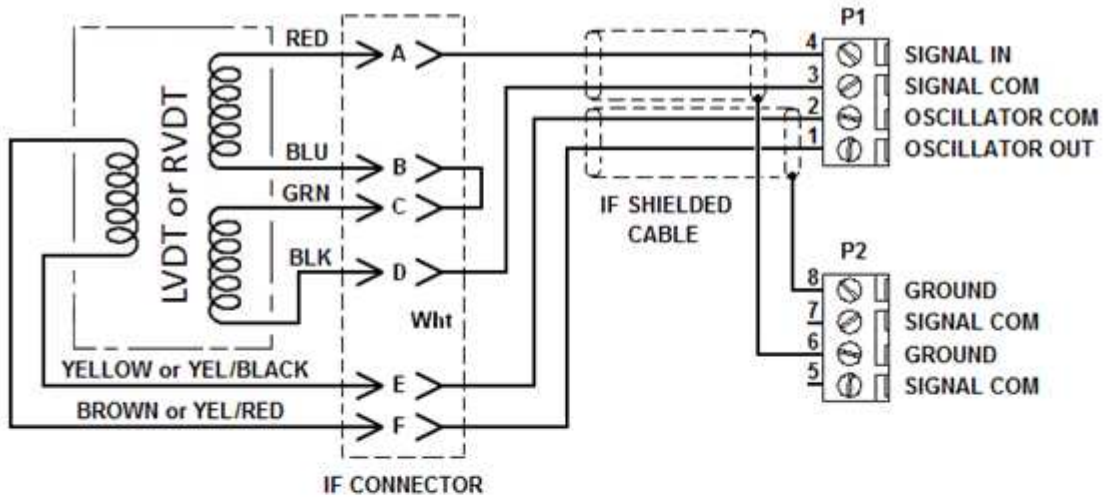 P1
RED
A
4
SIGNAL IN
3
SIGNAL COM
2
OSCILLATOR COM
1
OSCILLATOR OUT
LVDT or RVDT
BLU
B
GRN
C
IF SHIELDED
CABLE
BLK
D
P2
8
GROUND
Wht
7
SIGNAL COM
6
GROUND
YELLOW or YEL/BLACK
E
5
SIGNAL COM
BROWN or YEL/RED
F
IF CONNECTOR